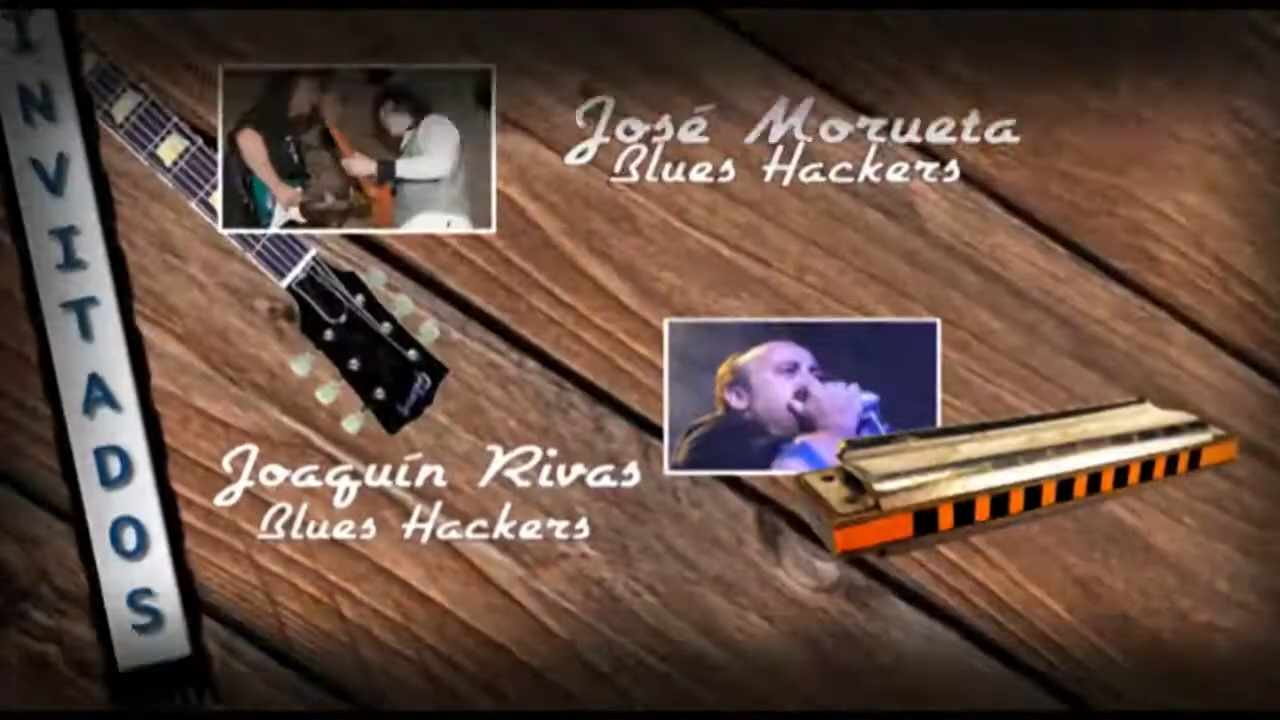 INVITADOS
José Morueta
Blues Hackers
Joaquín Rivas
Blues Hackers